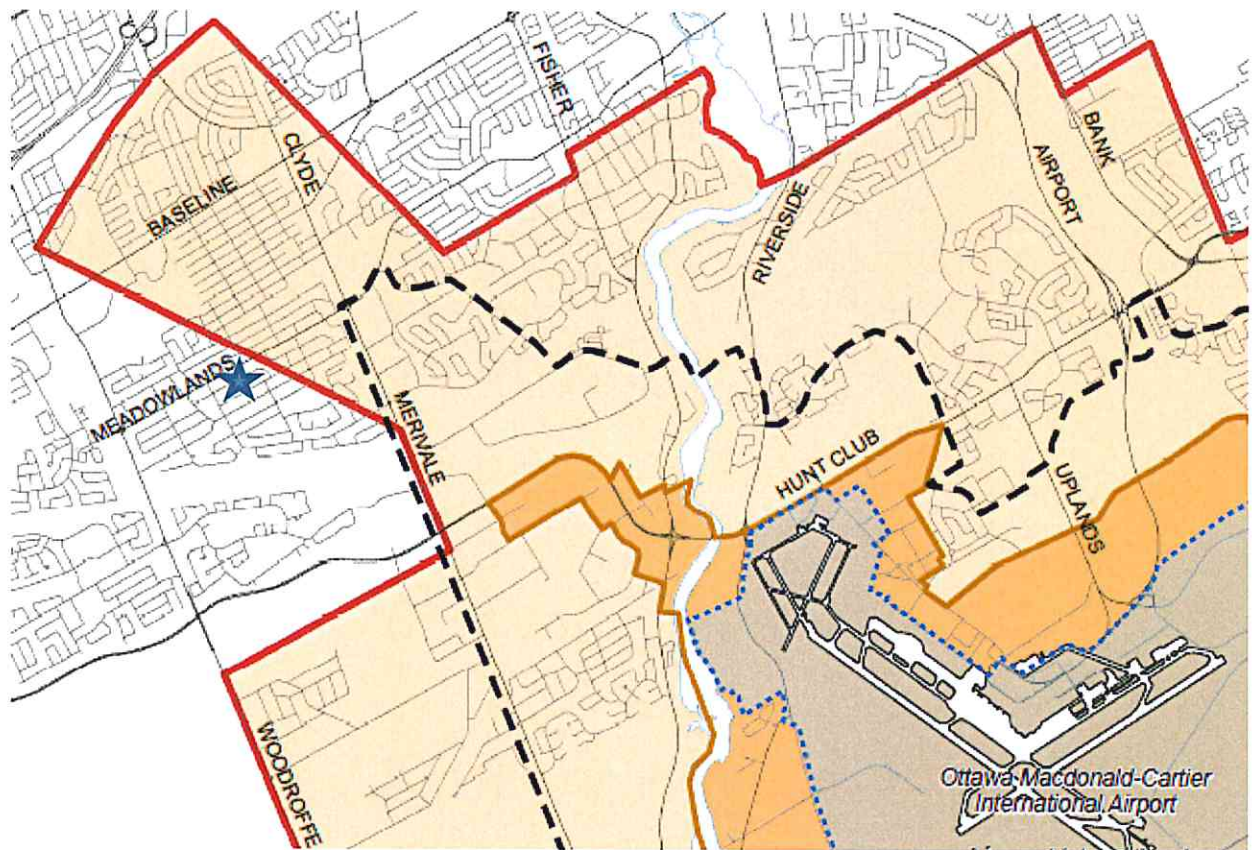 FISHER
CLYDE
BANK
BASELINE
AIRPORT
RIVERSIDE
MEADOWLANDS
MERIVALE
HUNT CLUB
UPLANDS
WOODROFFE
Ottawa Macdonald-Cartier
International Airport